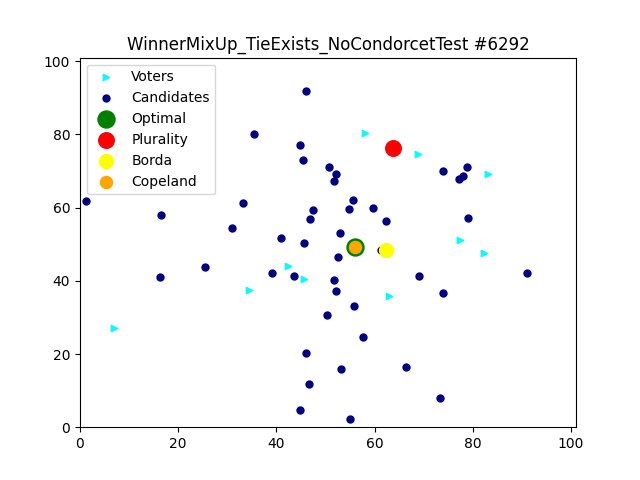 WinnerMixUp_TieExists_NoCondorcetTest #6292
100
80
60
40
20
0
Voters
Candidates
Optimal
Plurality
Borda
Copeland
0 20 40 60 80 100